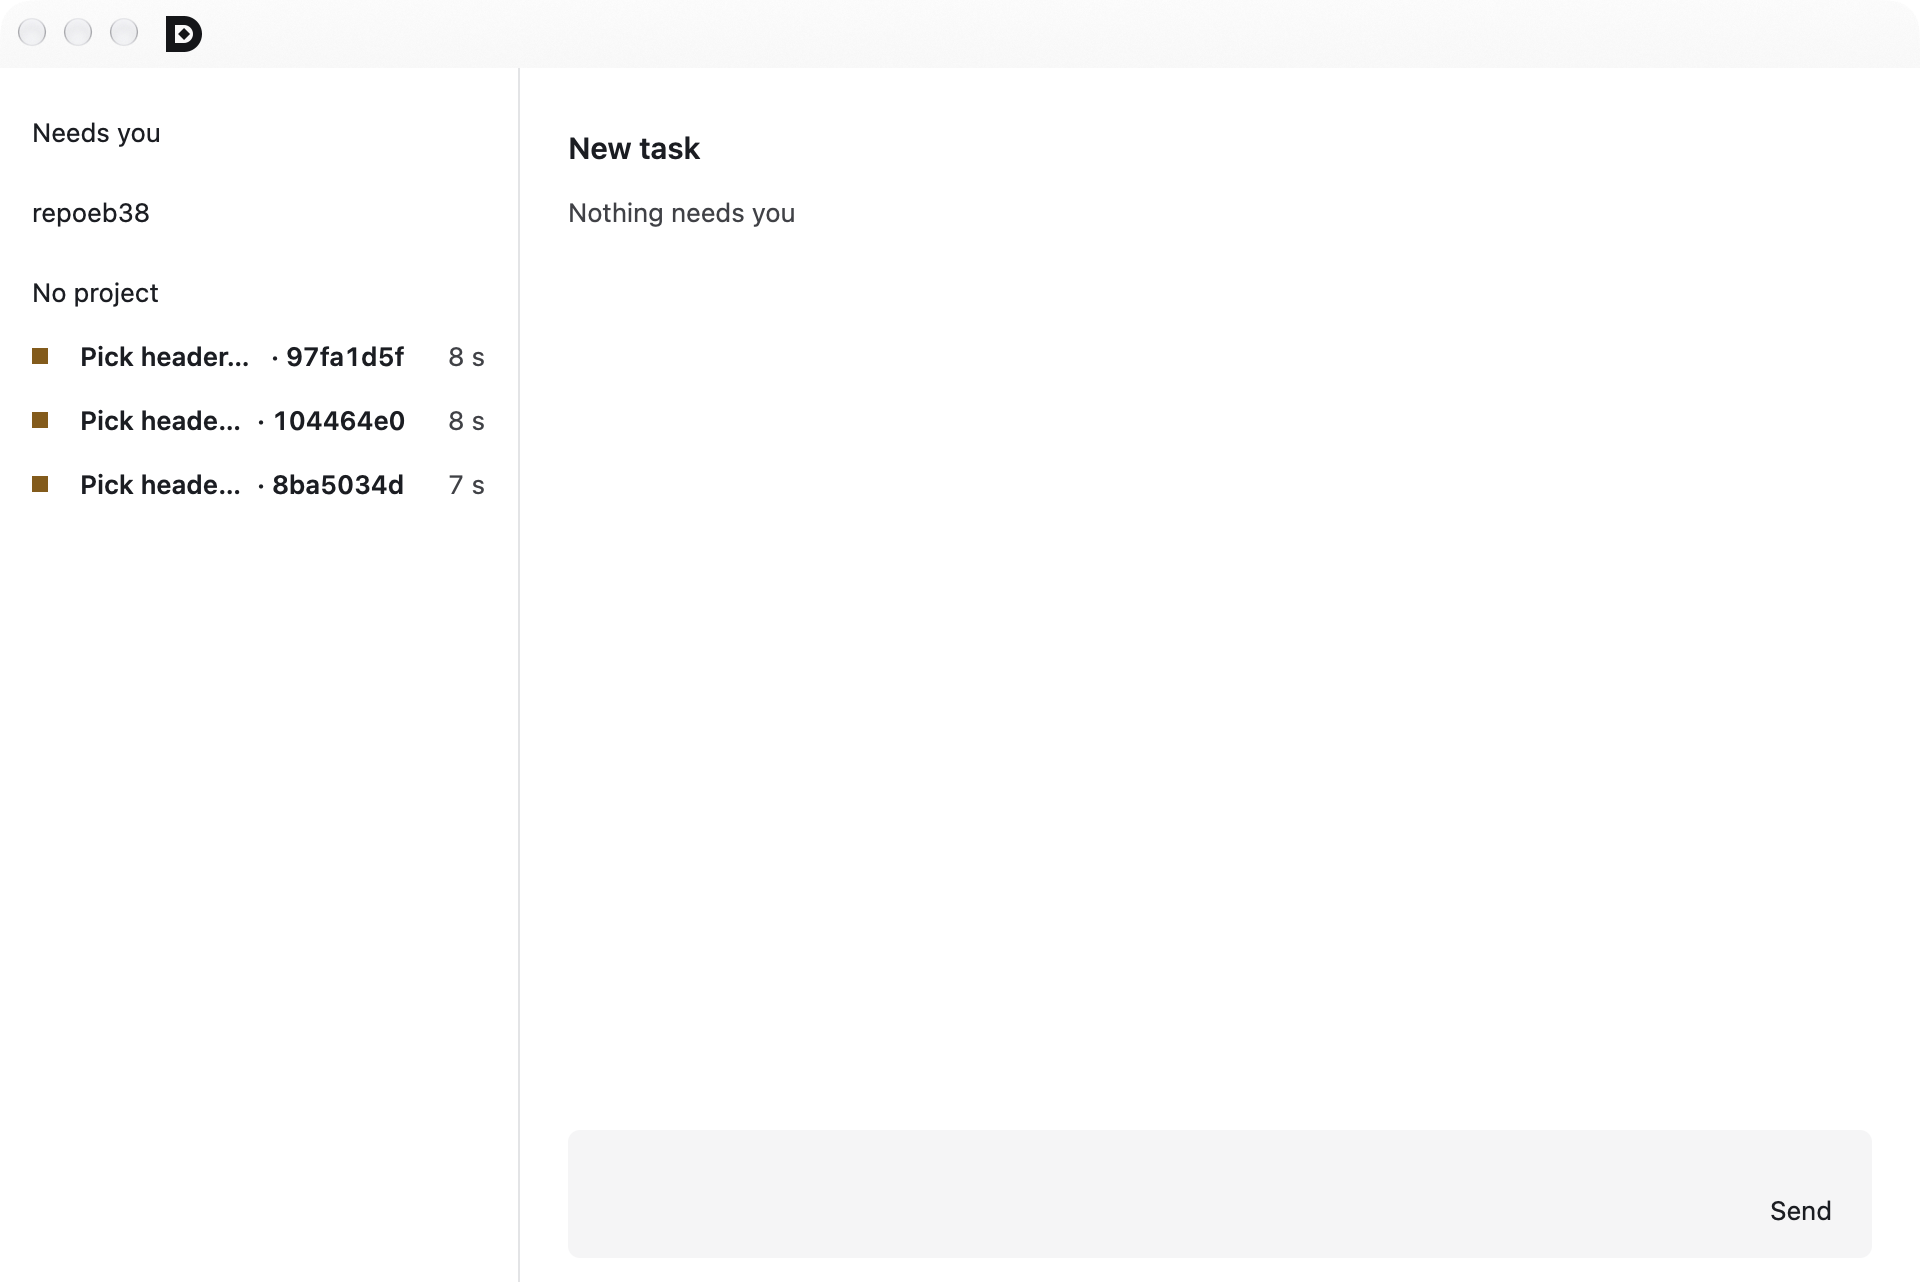 Needs you
repoeb38
No project
Pick header... · 97fa1d5f 8 s
Pick heade... · 104464e0 8 s
Pick heade... · 8ba5034d 7 s
New task
Nothing needs you
Send